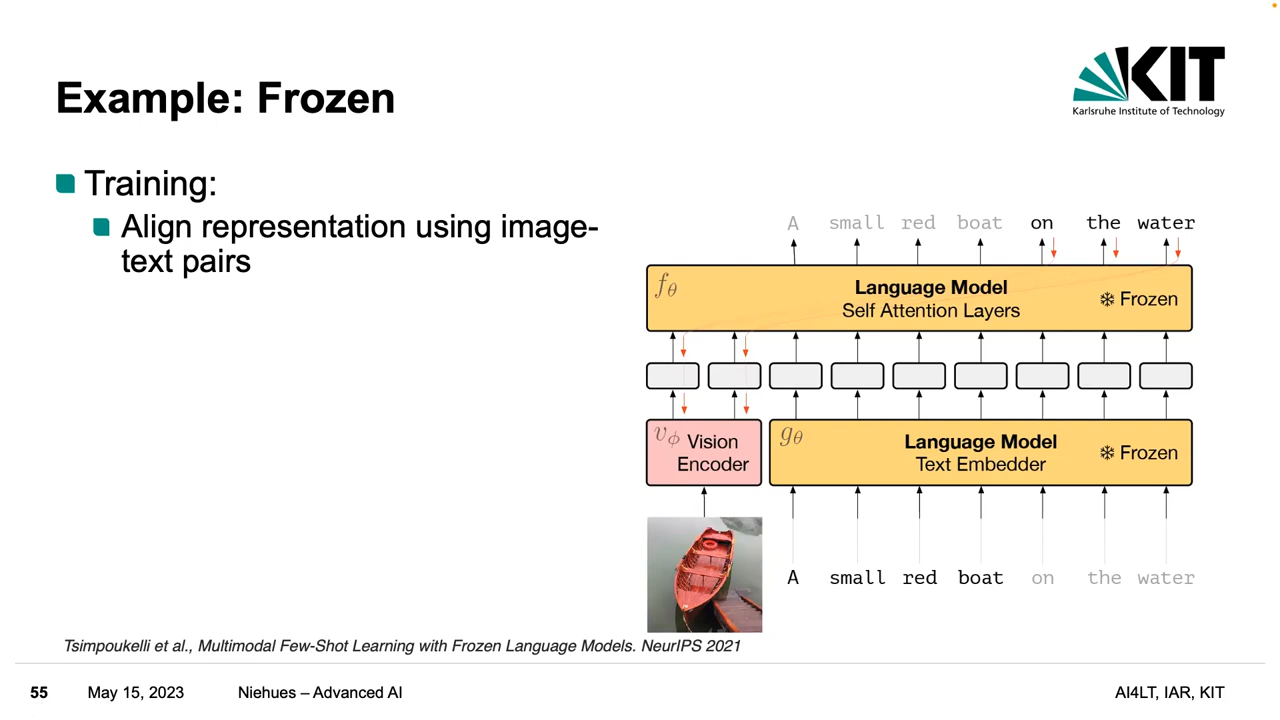 Example: Frozen
KIT
Karlsruhe Institute of Technology
Training:
Align representation using image-
text pairs
A small red boat on the water
fθ
Language Model
Self Attention Layers
❄ Frozen
vϕ Vision
Encoder
gθ
Language Model
Text Embedder
❄ Frozen
A small red boat on the water
Tsimpoukelli et al., Multimodal Few-Shot Learning with Frozen Language Models. NeurIPS 2021
55 May 15, 2023 Niehues – Advanced AI AI4LT, IAR, KIT